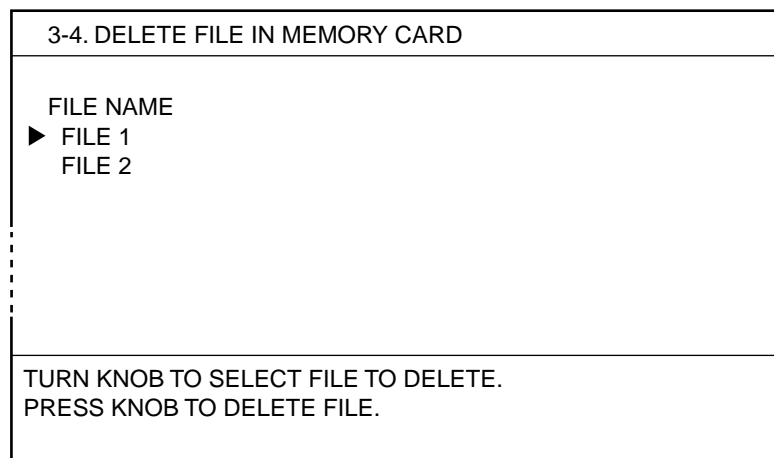 3-4. DELETE FILE IN MEMORY CARD
FILE NAME
▶ FILE 1
FILE 2
TURN KNOB TO SELECT FILE TO DELETE.
PRESS KNOB TO DELETE FILE.